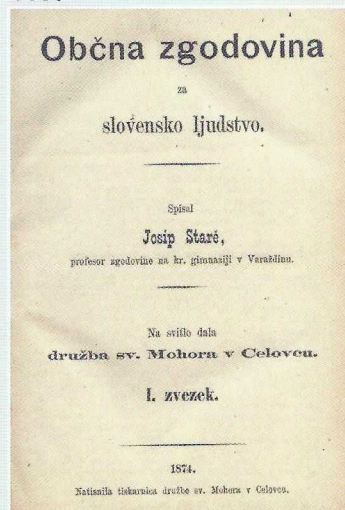 Občna zgodovina
za
slovensko ljudstvo.
Spisal
Josip Staré,
profesor zgodovine na kr. gimnaziji v Varaždinu.
Na svitlo dala
družba sv. Mohora v Celovcu.
I. zvezek.
1874.
Natisnila tiskarnica družbe sv. Mohora v Celovcu.